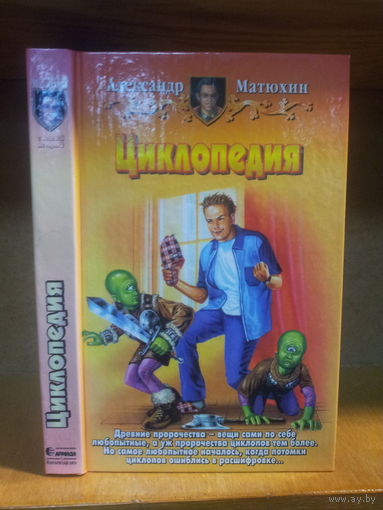 Александр Матюхин
Циклопедия
Древние пророчества – вещи сами по себе
любопытные, а уж пророчества циклопов тем более.
Но самое любопытное началось, когда потомки
циклопов ошиблись в расшифровке...
Циклопедия
Армада
www.ay.by